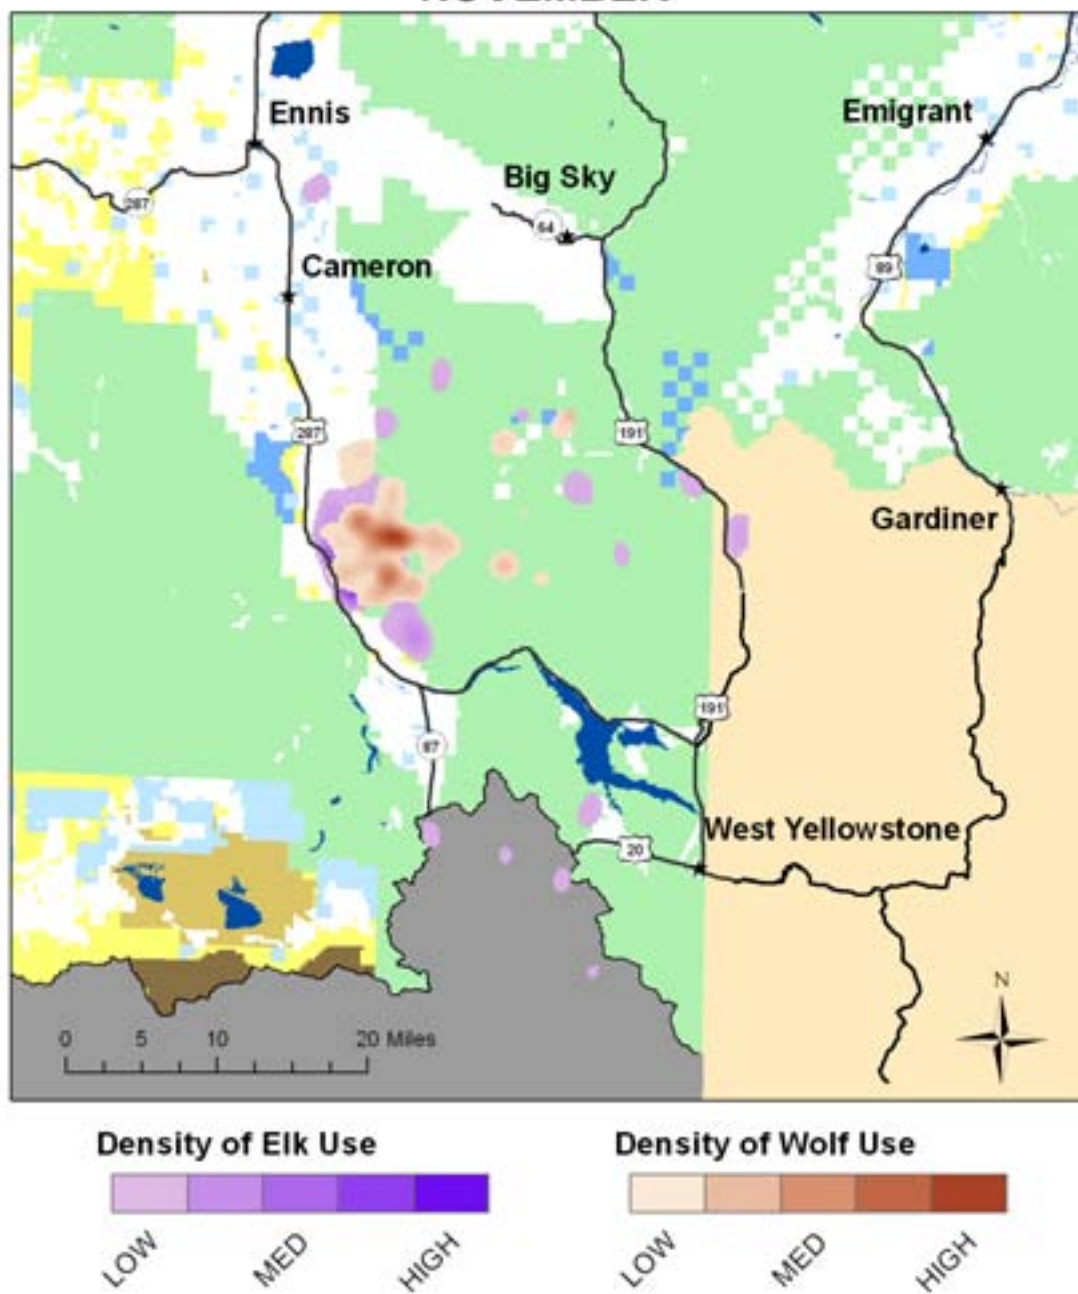 NOVEMBER
Ennis
Emigrant
Big Sky
287
64
Cameron
89
287
191
Gardiner
191
87
West Yellowstone
20
N
0 5 10 20 Miles
Density of Elk Use
Density of Wolf Use
LOW MED HIGH
LOW MED HIGH